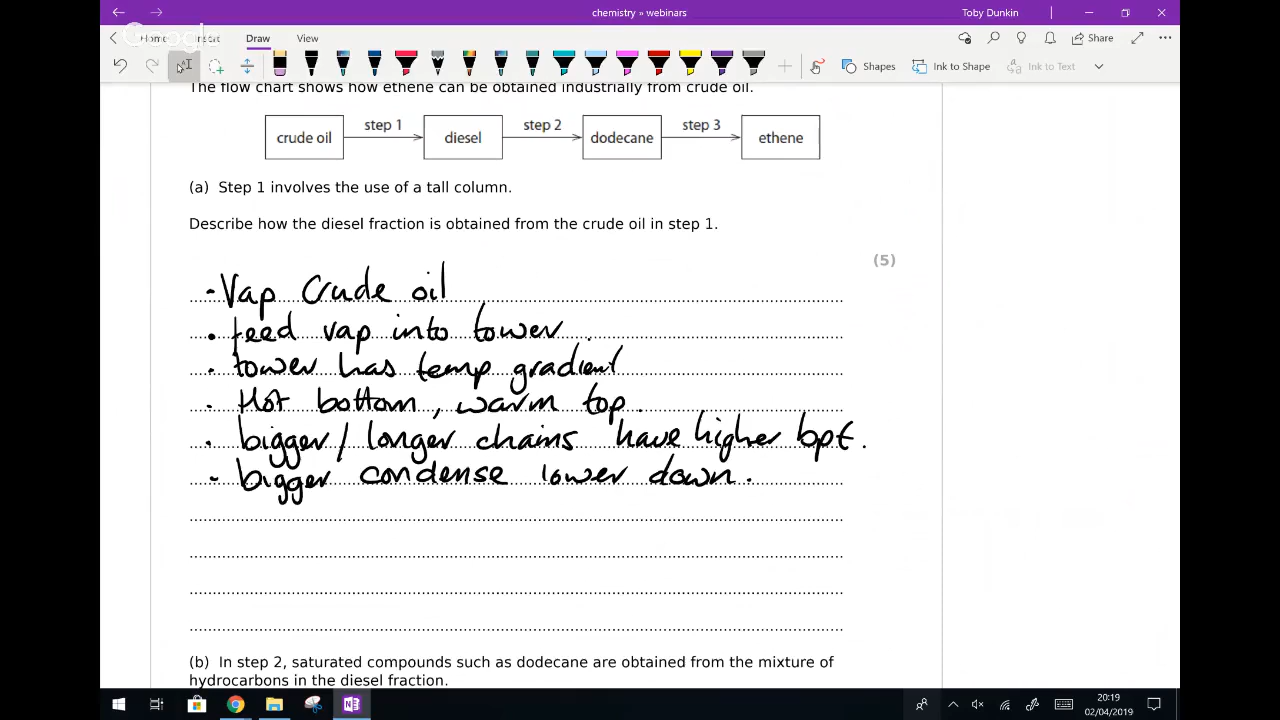 chemistry » webinars
Toby Dunkin
Home Insert Draw View
Share
Shapes
Ink to Shape
Ink to Text
The flow chart shows how ethene can be obtained industrially from crude oil.
crude oil step 1 diesel step 2 dodecane step 3 ethene
(a) Step 1 involves the use of a tall column.
Describe how the diesel fraction is obtained from the crude oil in step 1.
(5)
• Vap Crude oil
• feed vap into tower.
• tower has temp gradient
• Hot bottom, warm top.
• bigger/longer chains have higher bpt.
• bigger condense lower down.
(b) In step 2, saturated compounds such as dodecane are obtained from the mixture of
hydrocarbons in the diesel fraction.
20:19
02/04/2019